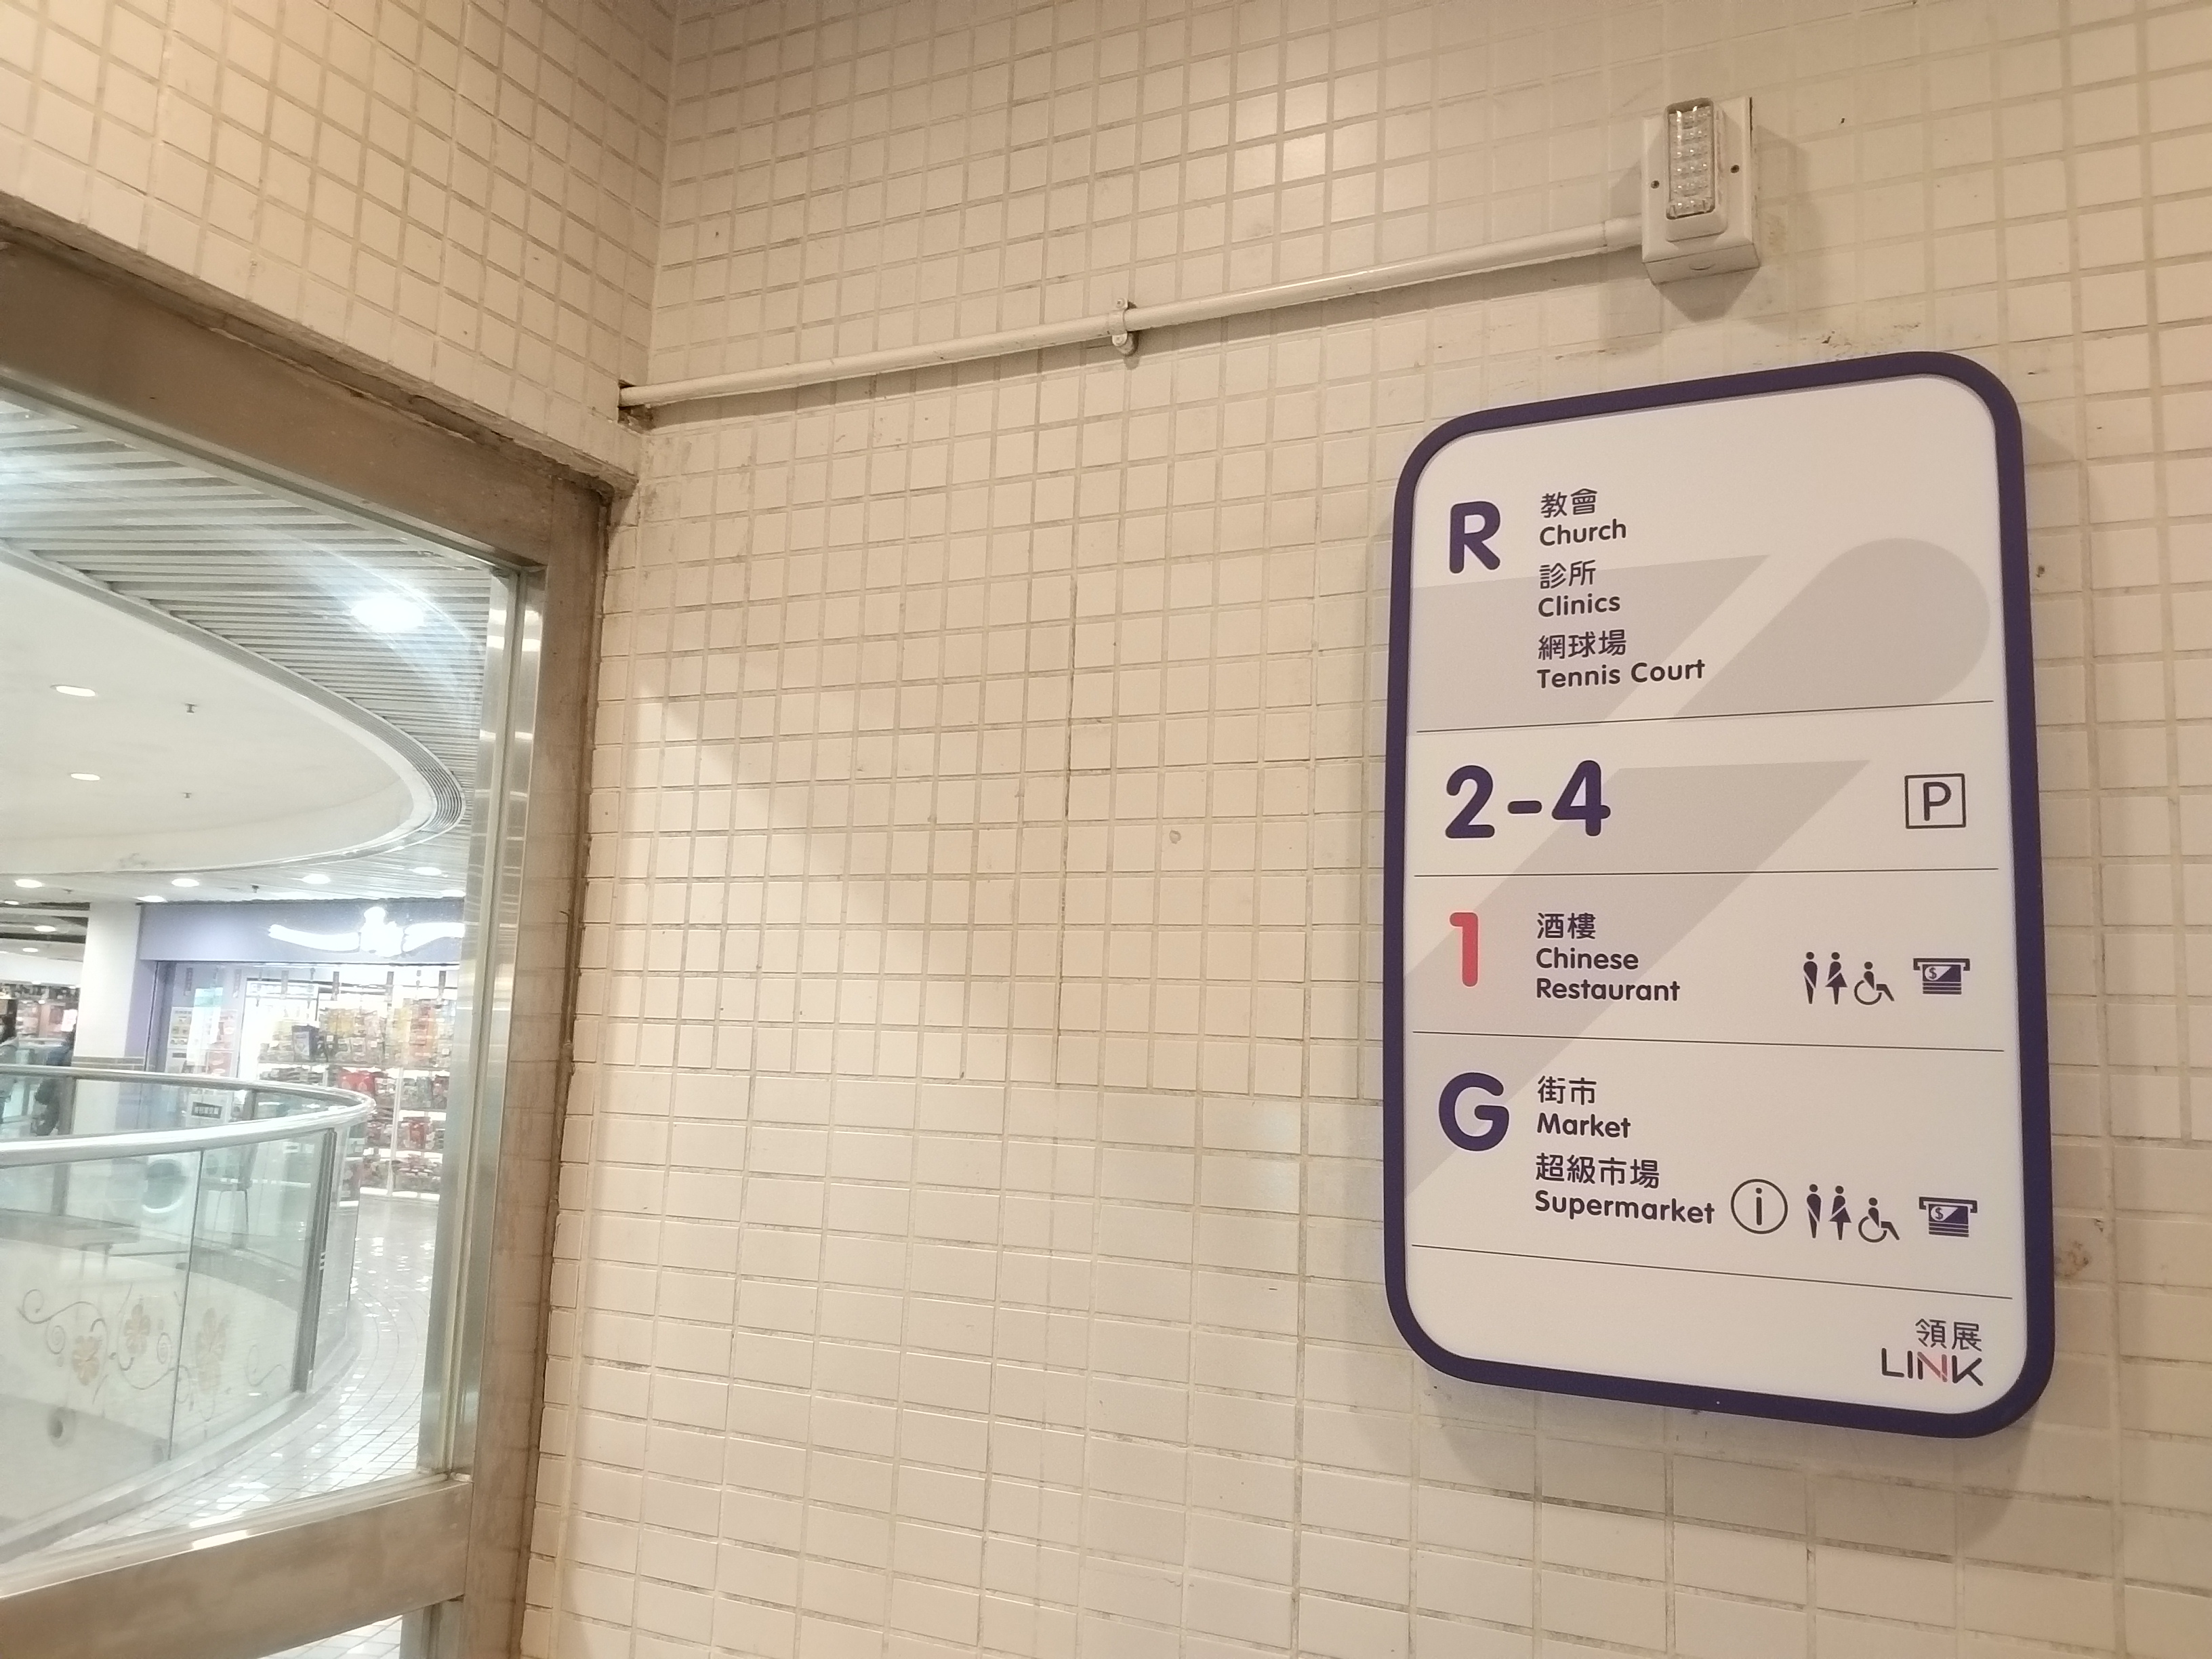 R
教會
Church
診所
Clinics
網球場
Tennis Court
2-4
P
1
酒樓
Chinese
Restaurant
$
G
街市
Market
超級市場
Supermarket
i
$
領展
LINK